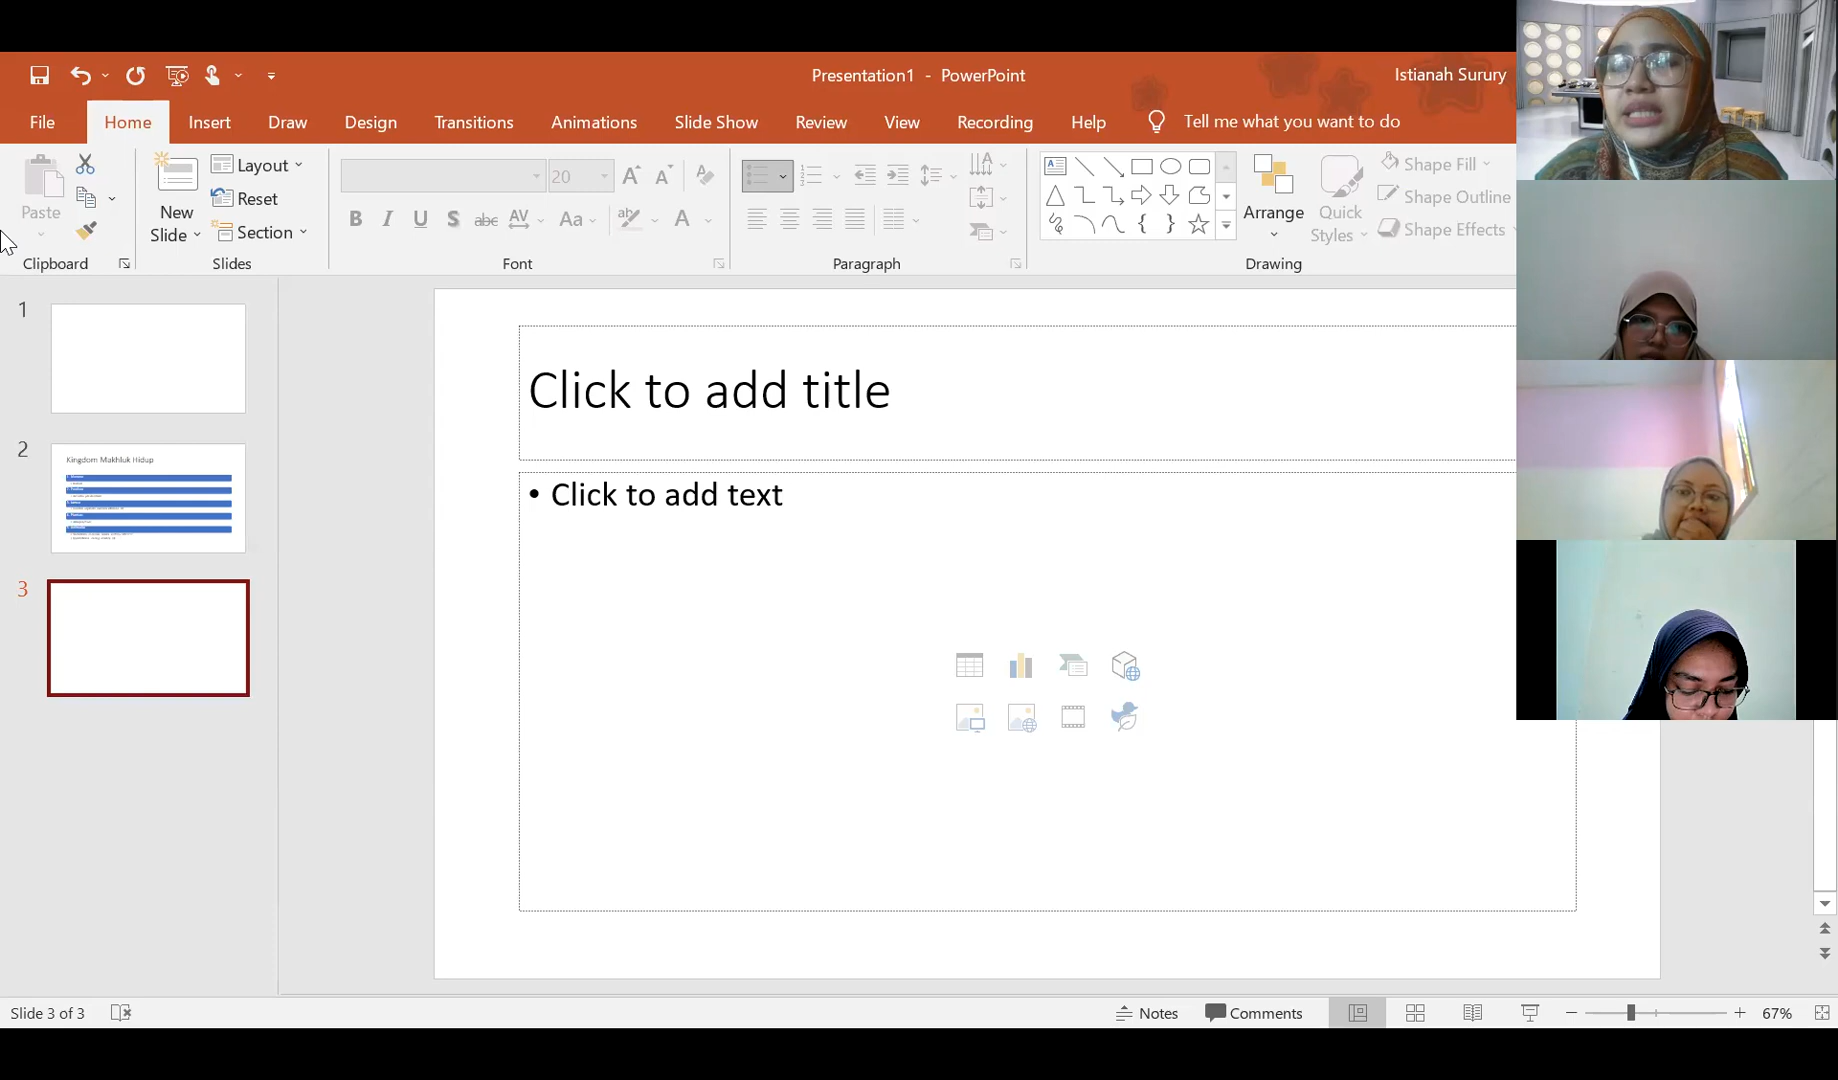 Presentation1 - PowerPoint
Istianah Surury
File Home Insert Draw Design Transitions Animations Slide Show Review View Recording Help Tell me what you want to do
Paste
Clipboard
New Slide
Layout
Reset
Section
Slides
20
B I U S abc AV Aa A
Font
Paragraph
Arrange
Quick Styles
Shape Fill
Shape Outline
Shape Effects
Drawing
1
2
Kingdom Makhluk Hidup
3
Click to add title
• Click to add text
Slide 3 of 3
Notes
Comments
67%